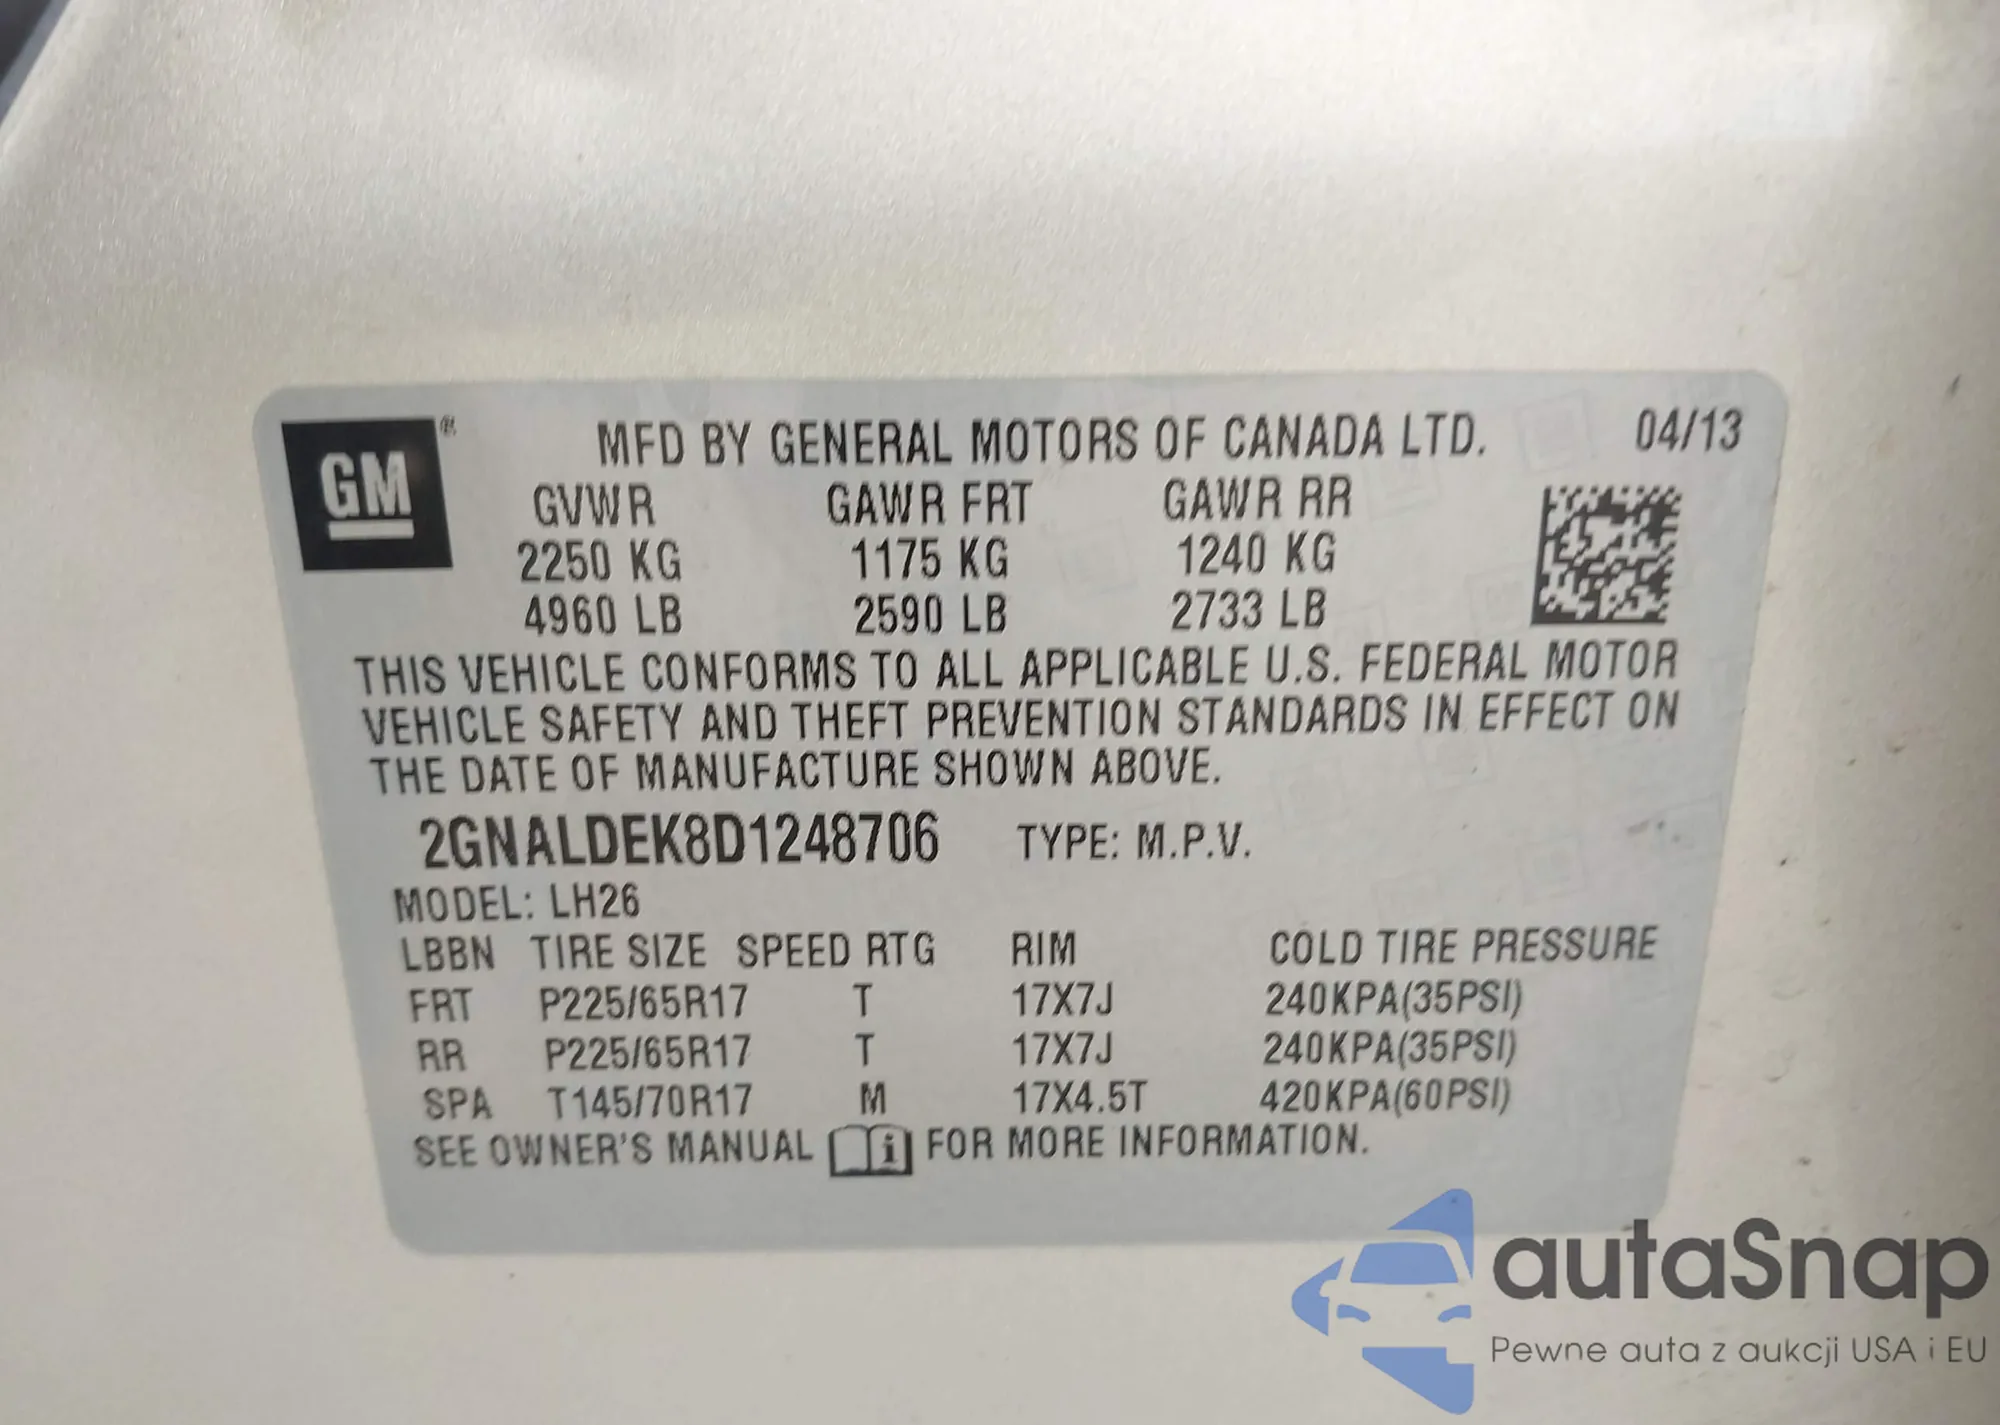 GM ®
MFD BY GENERAL MOTORS OF CANADA LTD. 04/13
GVWR GAWR FRT GAWR RR
2250 KG 1175 KG 1240 KG
4960 LB 2590 LB 2733 LB
THIS VEHICLE CONFORMS TO ALL APPLICABLE U.S. FEDERAL MOTOR
VEHICLE SAFETY AND THEFT PREVENTION STANDARDS IN EFFECT ON
THE DATE OF MANUFACTURE SHOWN ABOVE.
2GNALDEK8D1248706 TYPE: M.P.V.
MODEL: LH26
LBBN TIRE SIZE SPEED RTG RIM COLD TIRE PRESSURE
FRT P225/65R17 T 17X7J 240KPA(35PSI)
RR P225/65R17 T 17X7J 240KPA(35PSI)
SPA T145/70R17 M 17X4.5T 420KPA(60PSI)
SEE OWNER'S MANUAL i FOR MORE INFORMATION.
autaSnap
Pewne auta z aukcji USA i EU